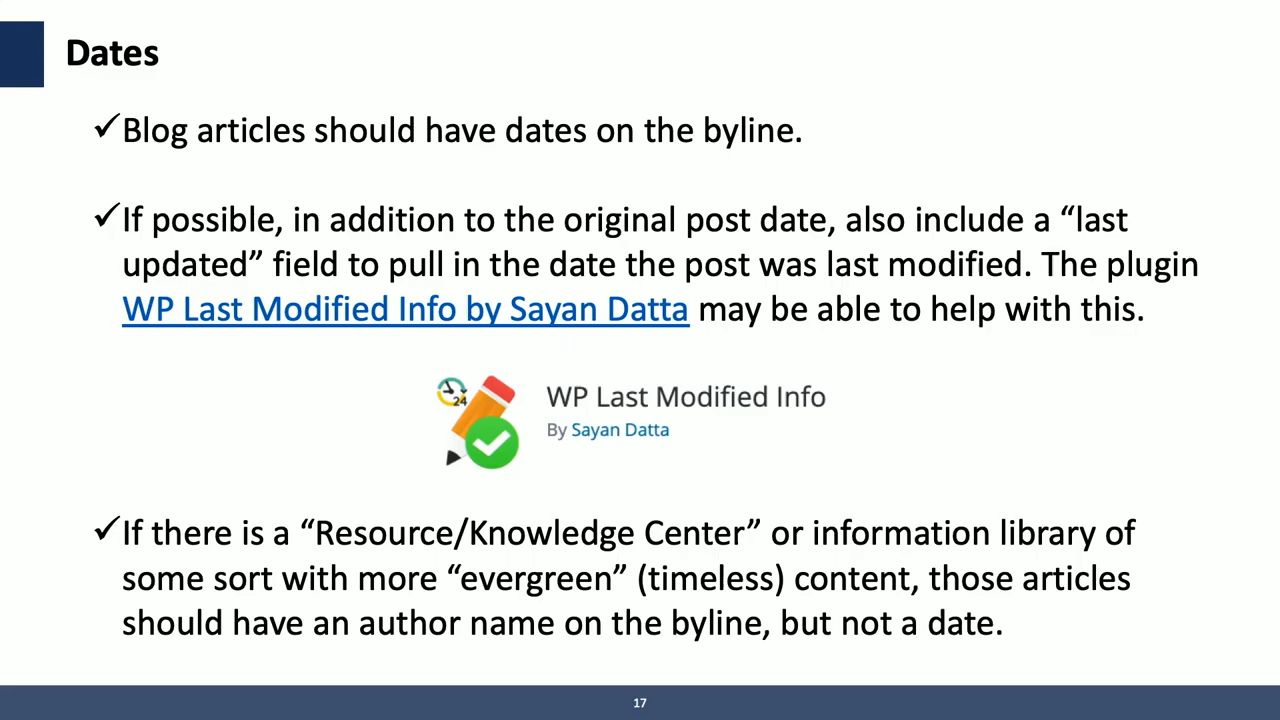 Dates
✓Blog articles should have dates on the byline.
✓If possible, in addition to the original post date, also include a “last
updated” field to pull in the date the post was last modified. The plugin
WP Last Modified Info by Sayan Datta may be able to help with this.
24
WP Last Modified Info
By Sayan Datta
✓If there is a “Resource/Knowledge Center” or information library of
some sort with more “evergreen” (timeless) content, those articles
should have an author name on the byline, but not a date.
17